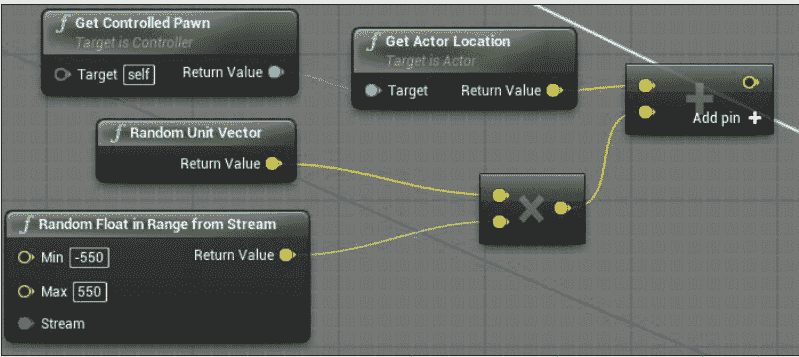 Get Controlled Pawn
Target is Controller
Target self Return Value
Get Actor Location
Target is Actor
Target Return Value
Add pin +
Random Unit Vector
Return Value
Random Float in Range from Stream
Min -550 Return Value
Max 550
Stream